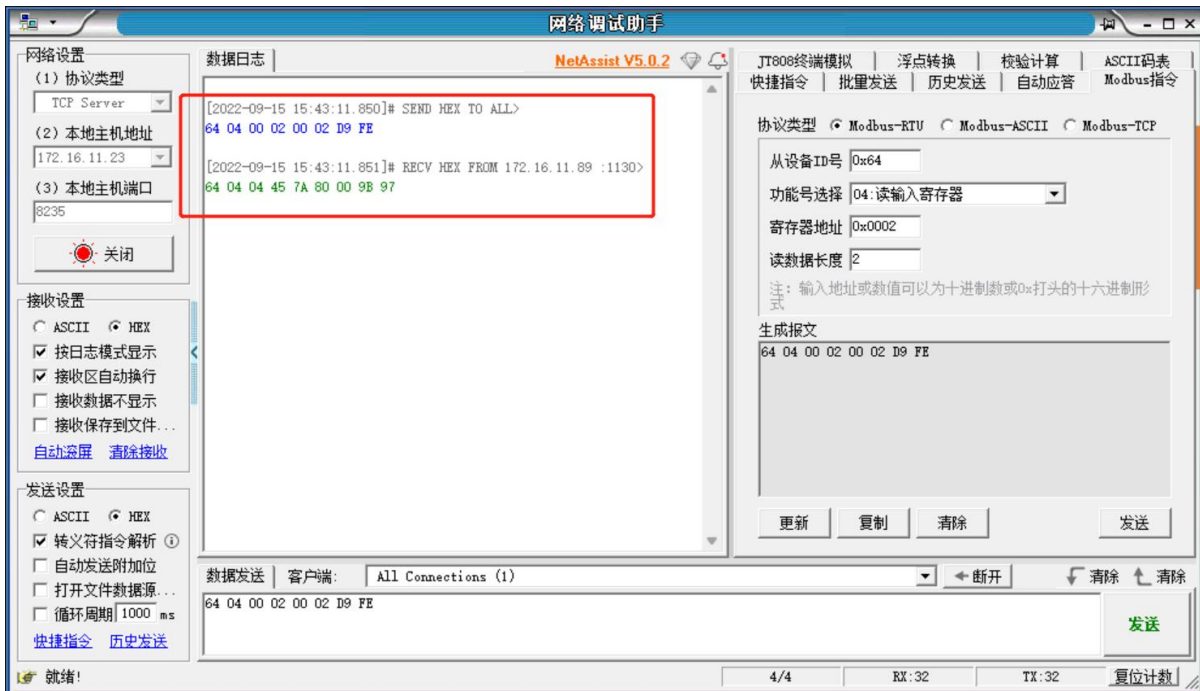 网络调试助手
网络设置
(1) 协议类型
TCP Server
(2) 本地主机地址
172.16.11.23
(3) 本地主机端口
8235
关闭
接收设置
ASCII HEX
按日志模式显示
接收区自动换行
接收数据不显示
接收保存到文件...
自动滚屏 清除接收
发送设置
ASCII HEX
转义符指令解析
自动发送附加位
打开文件数据源...
循环周期 1000 ms
快捷指令 历史发送
数据日志 NetAssist V5.0.2
[2022-09-15 15:43:11.850]# SEND HEX TO ALL>
64 04 00 02 00 02 D9 FE
[2022-09-15 15:43:11.851]# RECV HEX FROM 172.16.11.89 :1130>
64 04 04 45 7A 80 00 9B 97
JT808终端模拟 浮点转换 校验计算 ASCII码表
快捷指令 批量发送 历史发送 自动应答 Modbus指令
协议类型 Modbus-RTU Modbus-ASCII Modbus-TCP
从设备ID号 0x64
功能号选择 04:读输入寄存器
寄存器地址 0x0002
读数据长度 2
注: 输入地址或数值可以为十进制数或0x打头的十六进制形
式
生成报文
64 04 00 02 00 02 D9 FE
更新 复制 清除 发送
数据发送 客户端: All Connections (1) 断开 清除 清除
64 04 00 02 00 02 D9 FE
发送
就绪! 4/4 RX:32 TX:32 复位计数